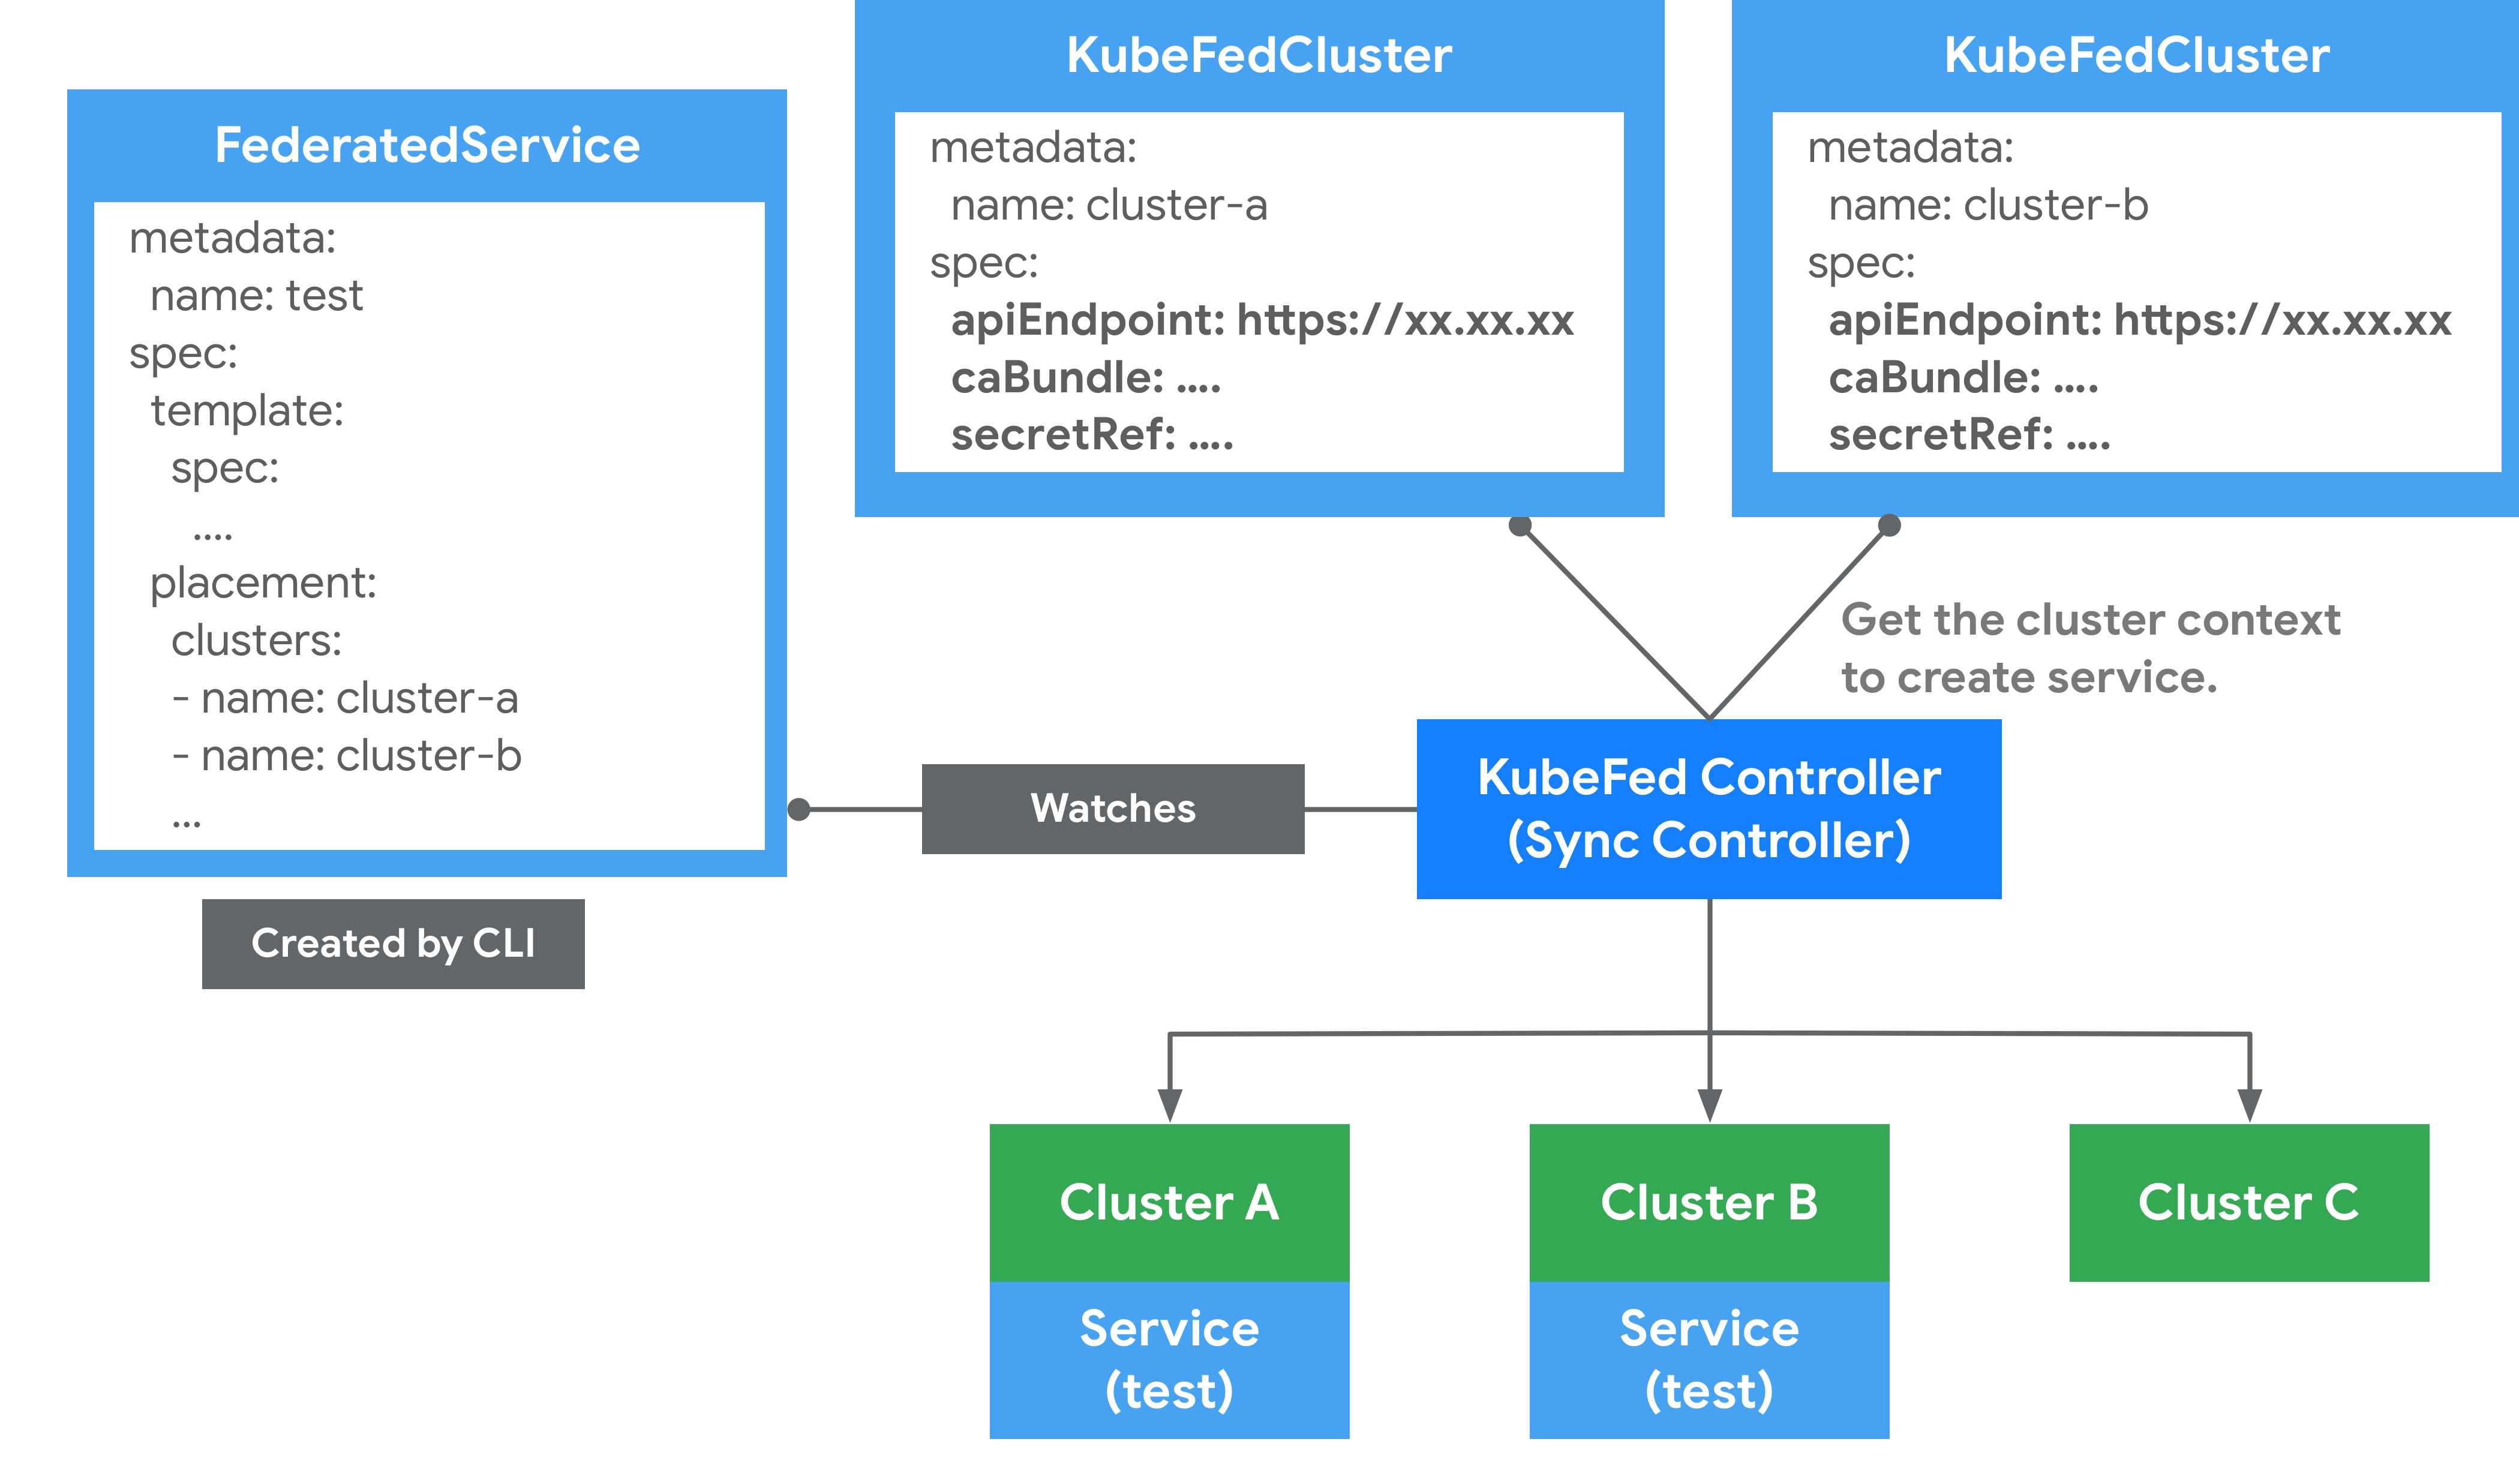 FederatedService
metadata:
name: test
spec:
template:
spec:
....
placement:
clusters:
- name: cluster-a
- name: cluster-b
...
Created by CLI
KubeFedCluster
metadata:
name: cluster-a
spec:
apiEndpoint: https://xx.xx.xx
caBundle: ....
secretRef: ....
KubeFedCluster
metadata:
name: cluster-b
spec:
apiEndpoint: https://xx.xx.xx
caBundle: ....
secretRef: ....
Get the cluster context
to create service.
Watches
KubeFed Controller
(Sync Controller)
Cluster A
Service
(test)
Cluster B
Service
(test)
Cluster C